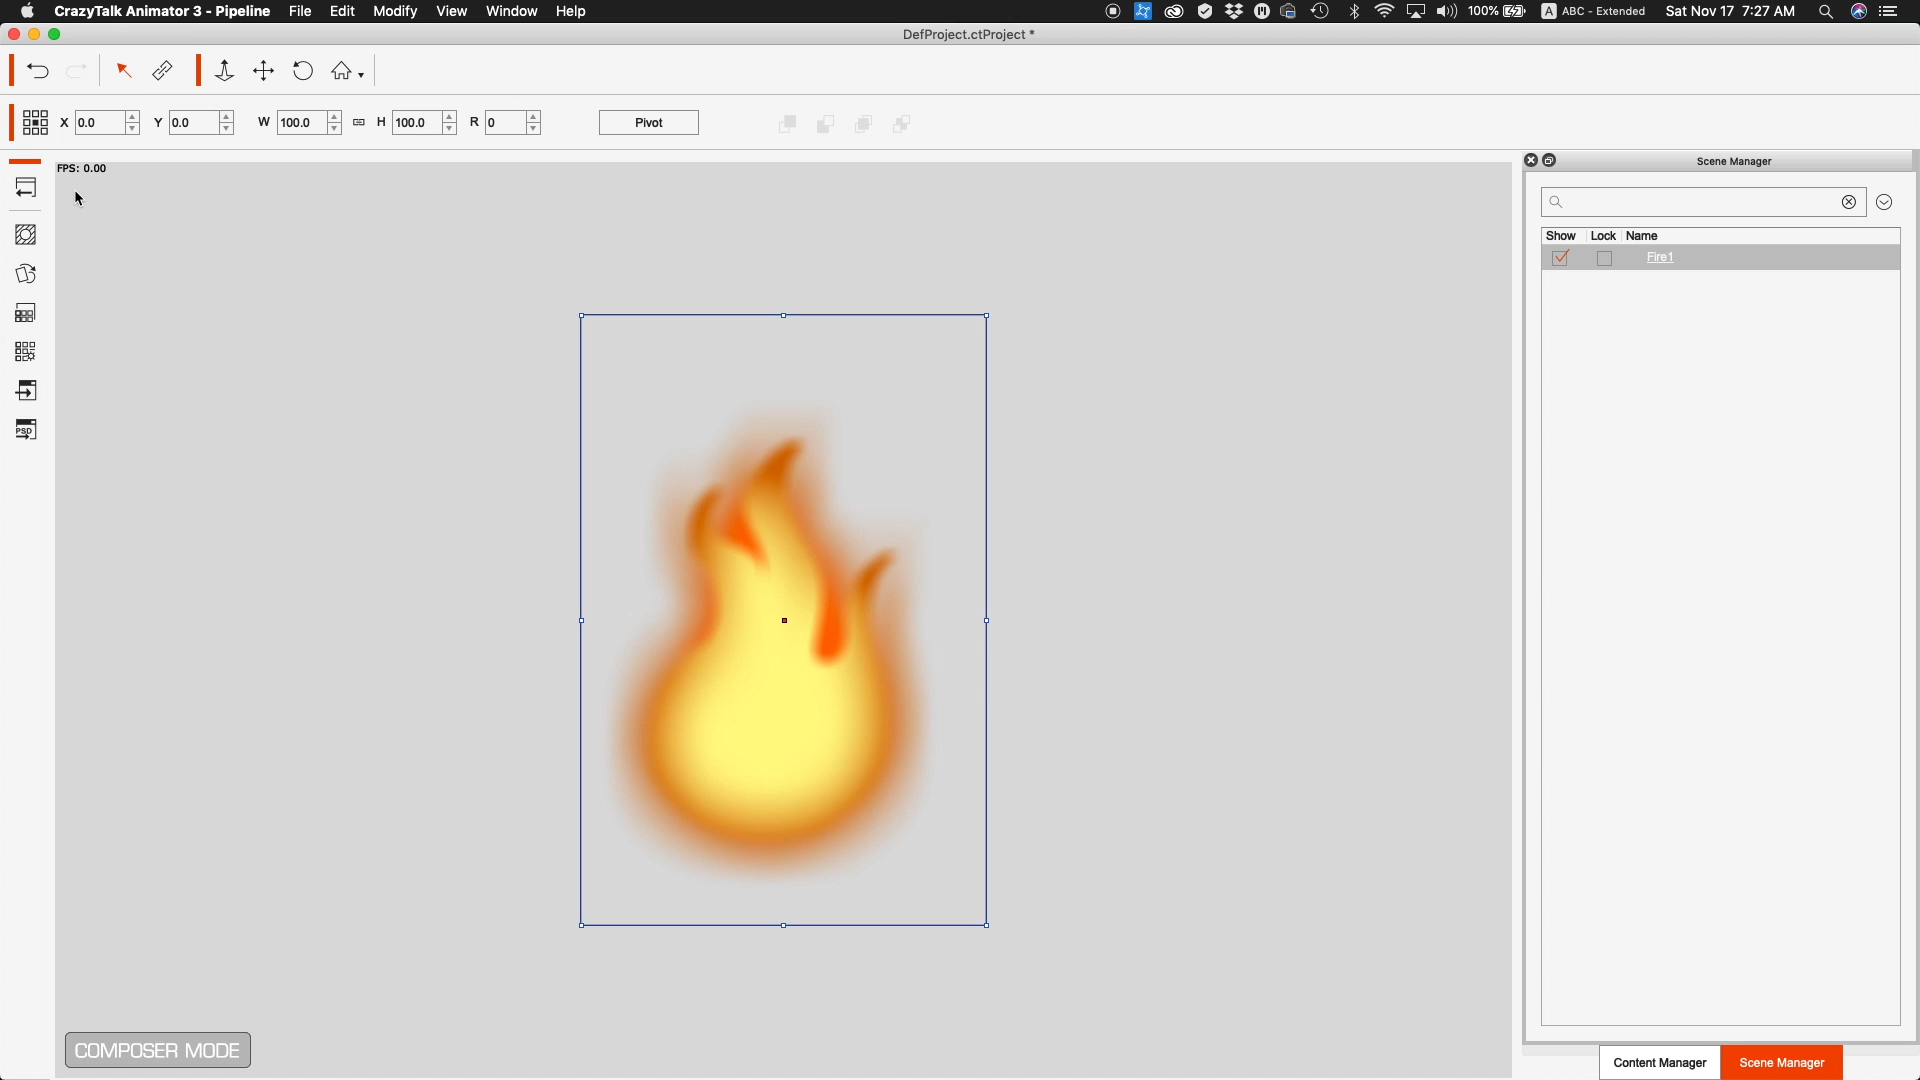 CrazyTalk Animator 3 - Pipeline File Edit Modify View Window Help 100% A ABC - Extended Sat Nov 17 7:27 AM
DefProject.ctProject *
X 0.0 Y 0.0 W 100.0 H 100.0 R 0 Pivot
FPS: 0.00
Scene Manager
Show Lock Name
Fire1
PSD
COMPOSER MODE
Content Manager Scene Manager